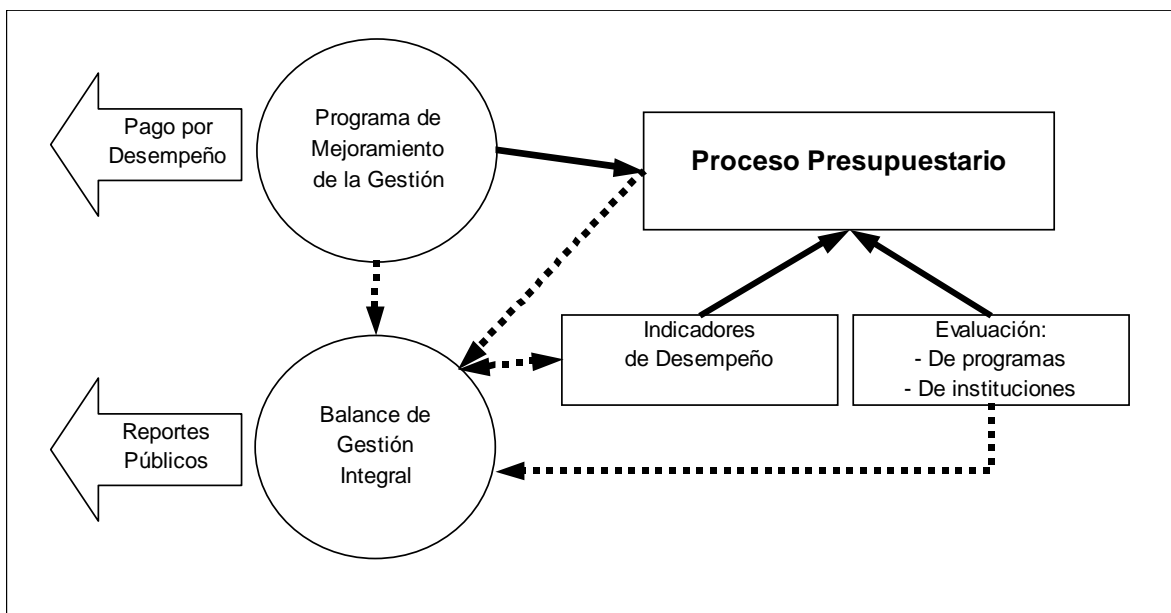 Pago por
Desempeño
Programa de
Mejoramiento
de la Gestión
Proceso Presupuestario
Indicadores
de Desempeño
Evaluación:
- De programas
- De instituciones
Reportes
Públicos
Balance de
Gestión
Integral